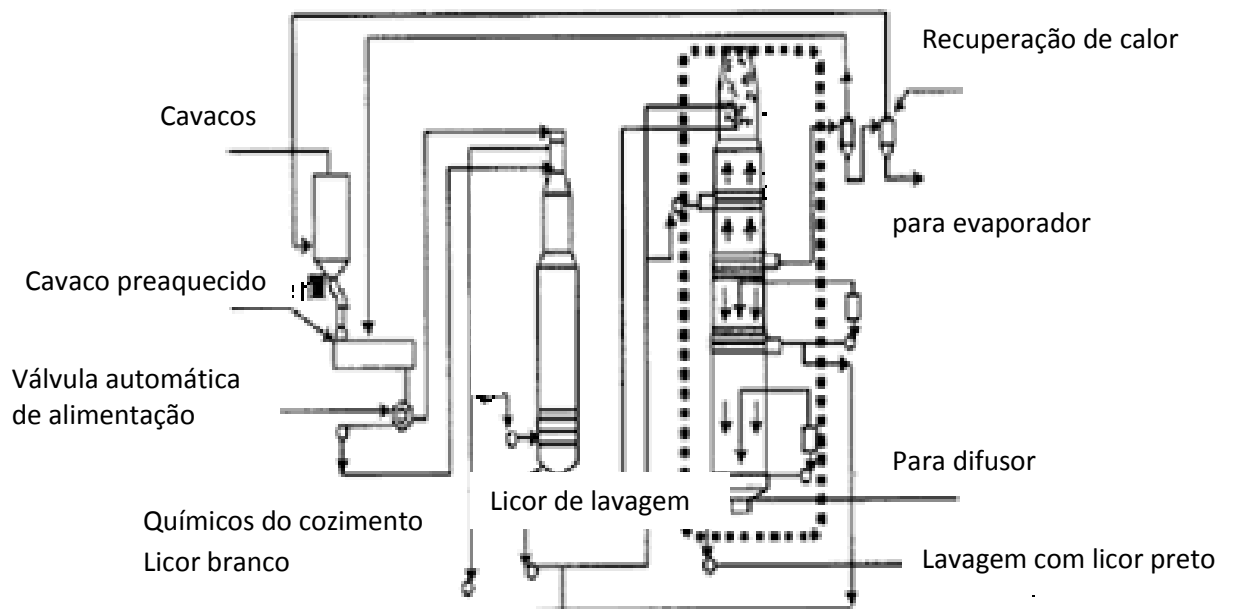 Recuperação de calor
Cavacos
para evaporador
Cavaco preaquecido
Válvula automática
de alimentação
Para difusor
Licor de lavagem
Químicos do cozimento
Licor branco
Lavagem com licor preto